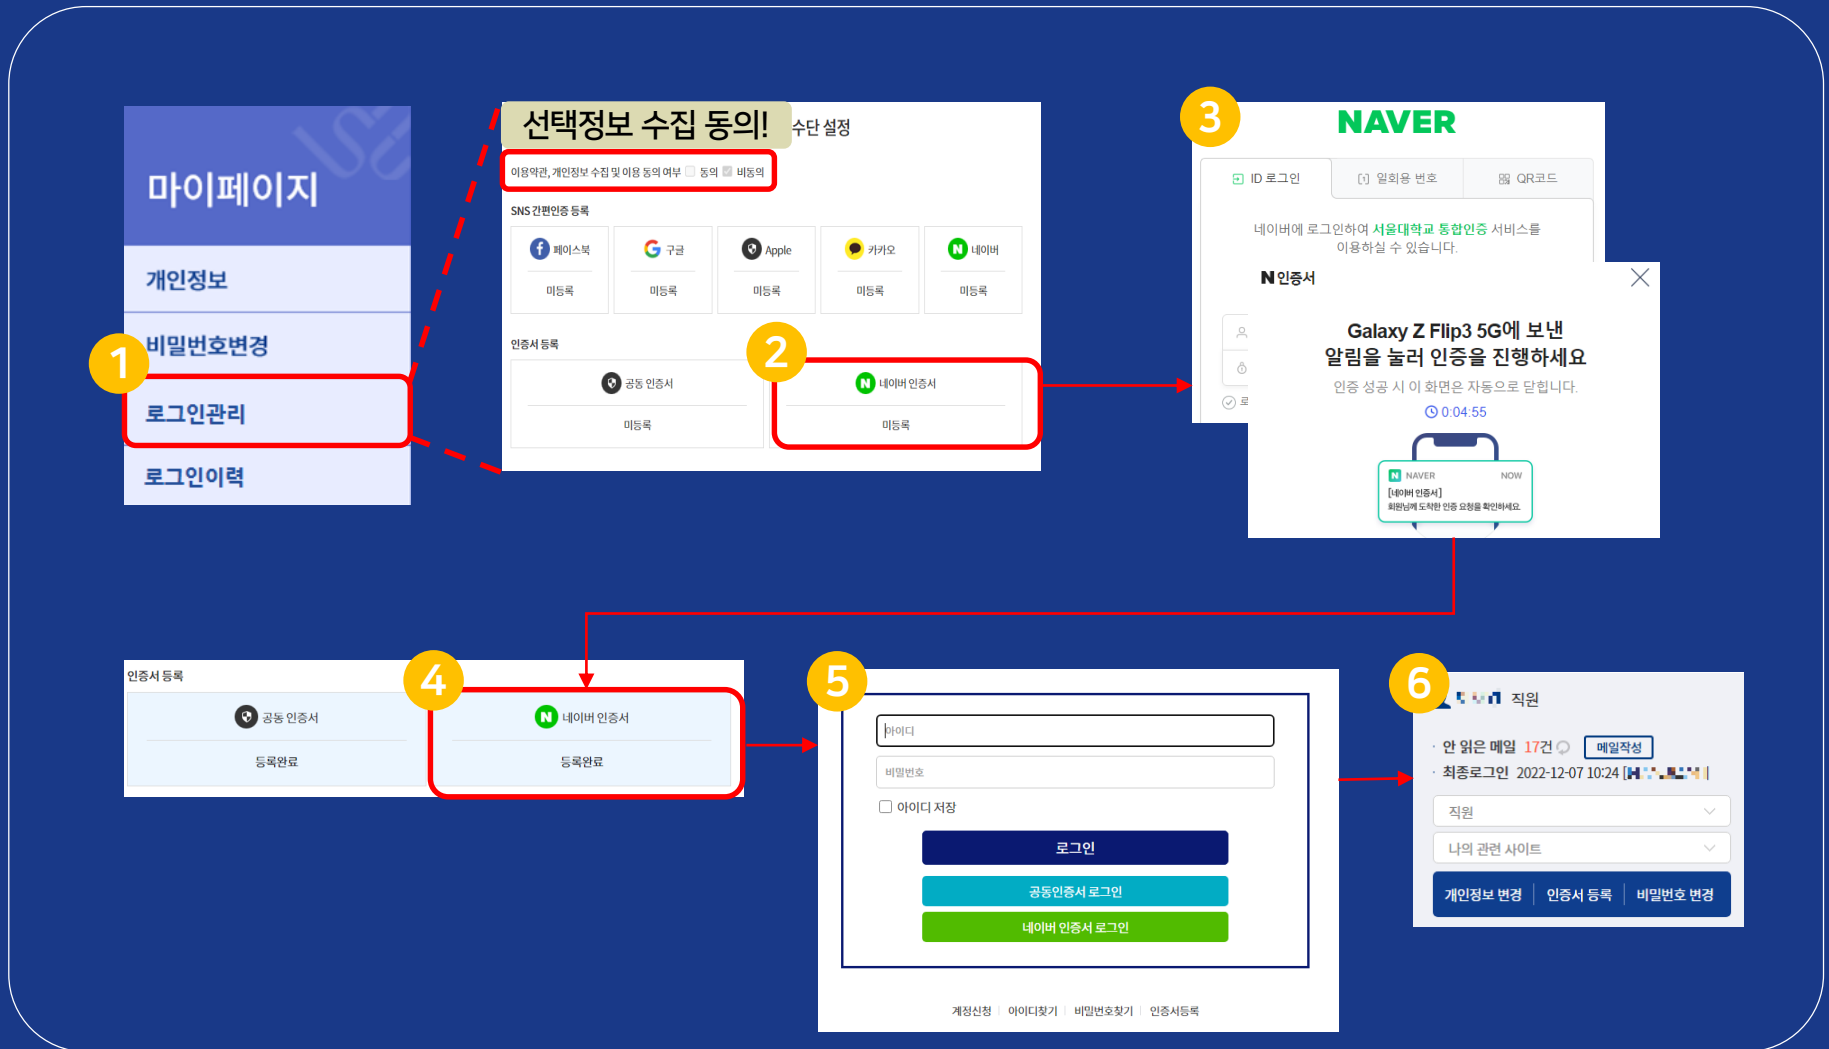 마이페이지
개인정보
1
비밀번호변경
로그인관리
로그인이력
선택정보 수집 동의!
수단 설정
이용약관, 개인정보 수집 및 이용 동의 여부 동의 비동의
SNS 간편인증 등록
페이스북 구글 Apple 카카오 네이버
미등록 미등록 미등록 미등록 미등록
인증서 등록
2
공동 인증서 네이버 인증서
미등록 미등록
3
NAVER
ID 로그인 일회용 번호 QR코드
네이버에 로그인하여 서울대학교 통합인증 서비스를
이용하실 수 있습니다.
로
N인증서
Galaxy Z Flip3 5G에 보낸
알림을 눌러 인증을 진행하세요
인증 성공 시 이 화면은 자동으로 닫힙니다.
0:04:55
N NAVER NOW
[네이버 인증서]
회원님께 도착한 인증 요청을 확인하세요.
인증서 등록
4
공동 인증서 네이버 인증서
등록완료 등록완료
5
아이디
비밀번호
아이디 저장
로그인
공동인증서 로그인
네이버 인증서 로그인
계정신청 아이디찾기 비밀번호찾기 인증서등록
6
직원
· 안 읽은 메일 17건 메일작성
· 최종로그인 2022-12-07 10:24 [
직원
나의 관련 사이트
개인정보 변경 인증서 등록 비밀번호 변경